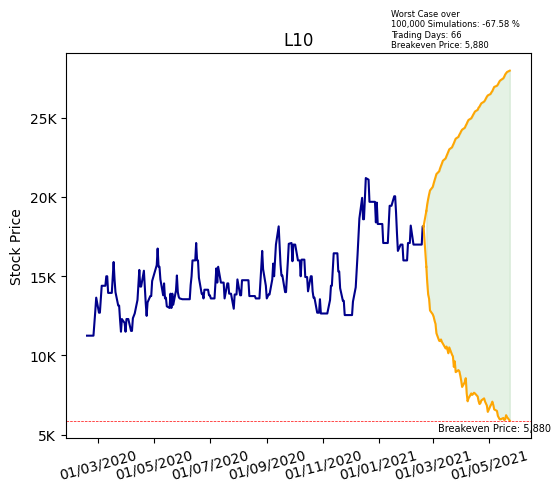 Worst Case over
100,000 Simulations: -67.58 %
Trading Days: 66
Breakeven Price: 5,880
L10
Stock Price
25K
20K
15K
10K
5K
Breakeven Price: 5,880
01/03/2020
01/05/2020
01/07/2020
01/09/2020
01/11/2020
01/01/2021
01/03/2021
01/05/2021